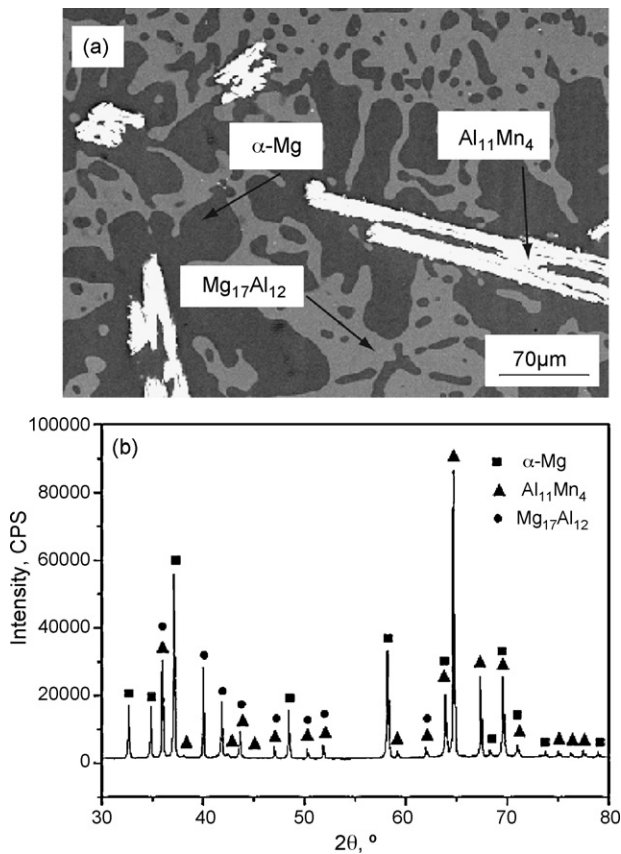 (a)
α-Mg
Al₁₁Mn₄
Mg₁₇Al₁₂
70μm
(b)
α-Mg
Al₁₁Mn₄
Mg₁₇Al₁₂
Intensity, CPS
100000
80000
60000
40000
20000
0
30 40 50 60 70 80
2θ, °